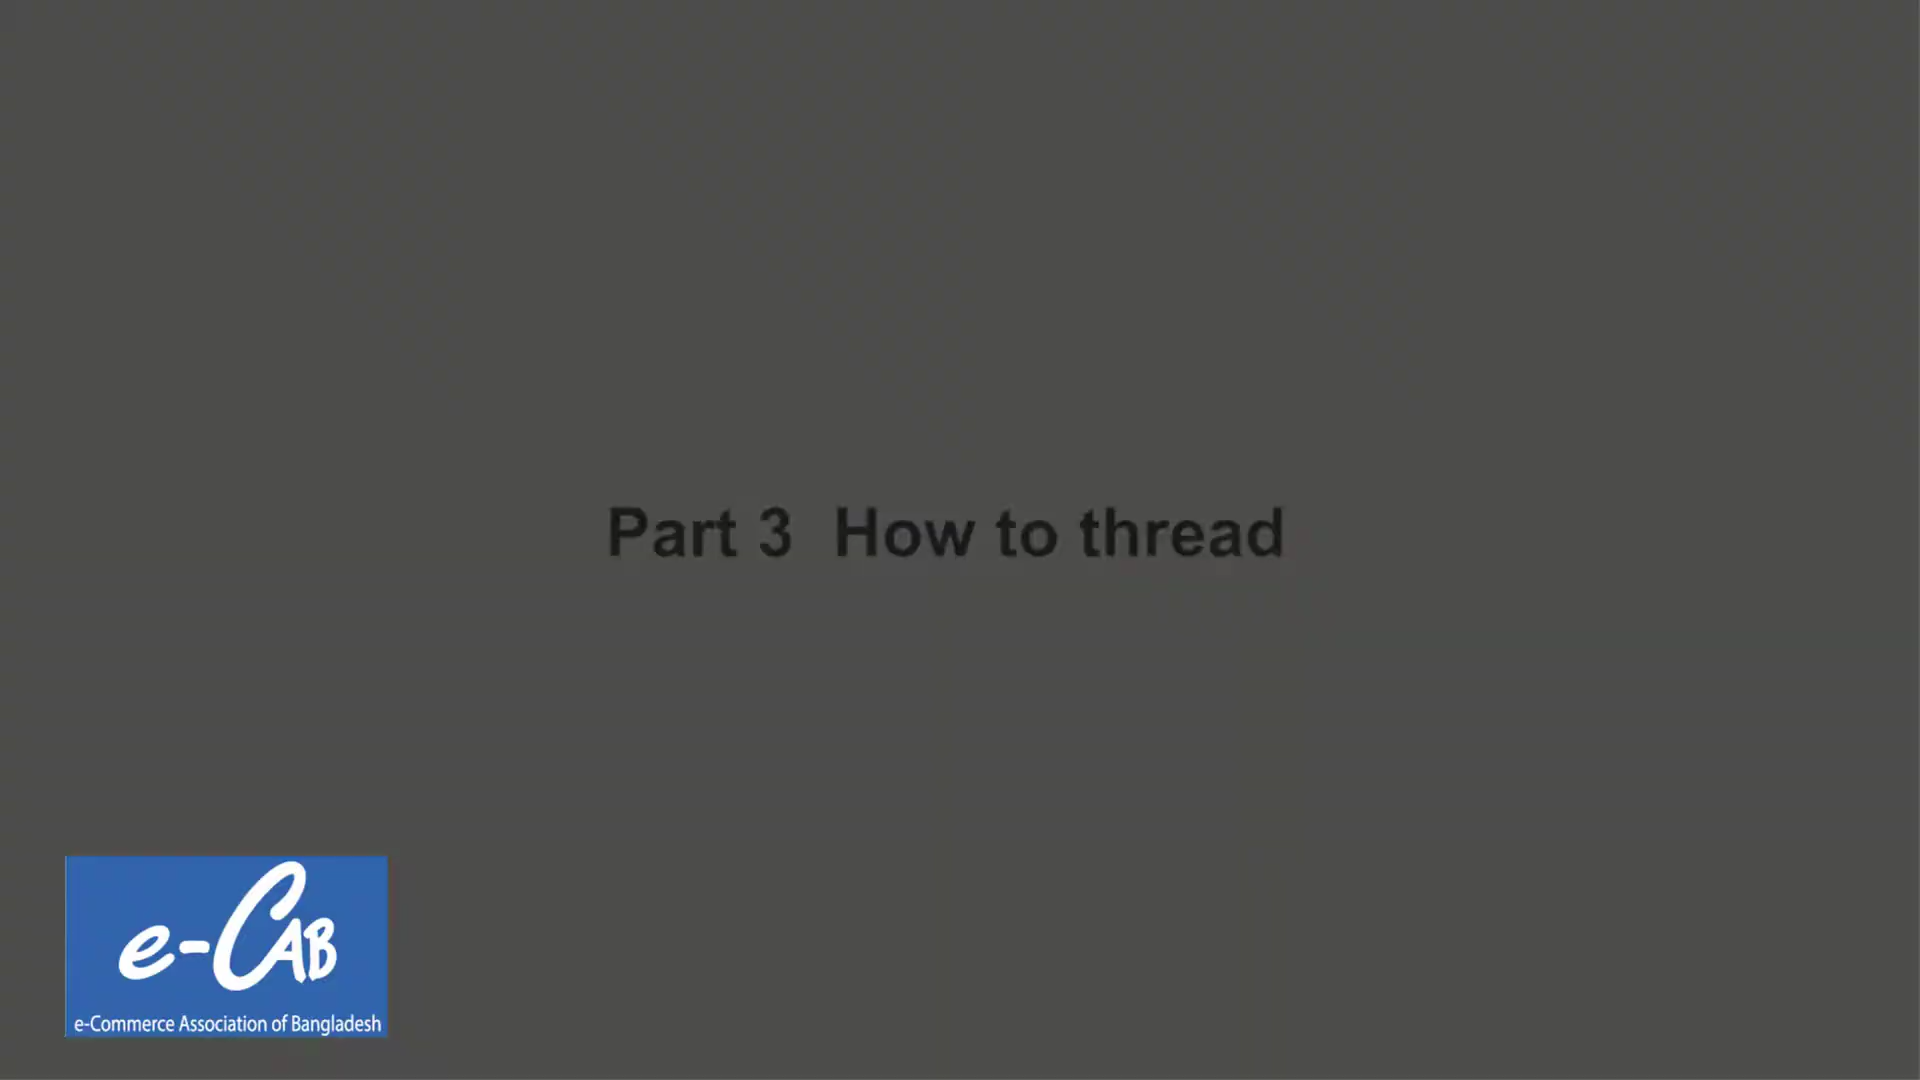 Part 3 How to thread
e-CAB
e-Commerce Association of Bangladesh